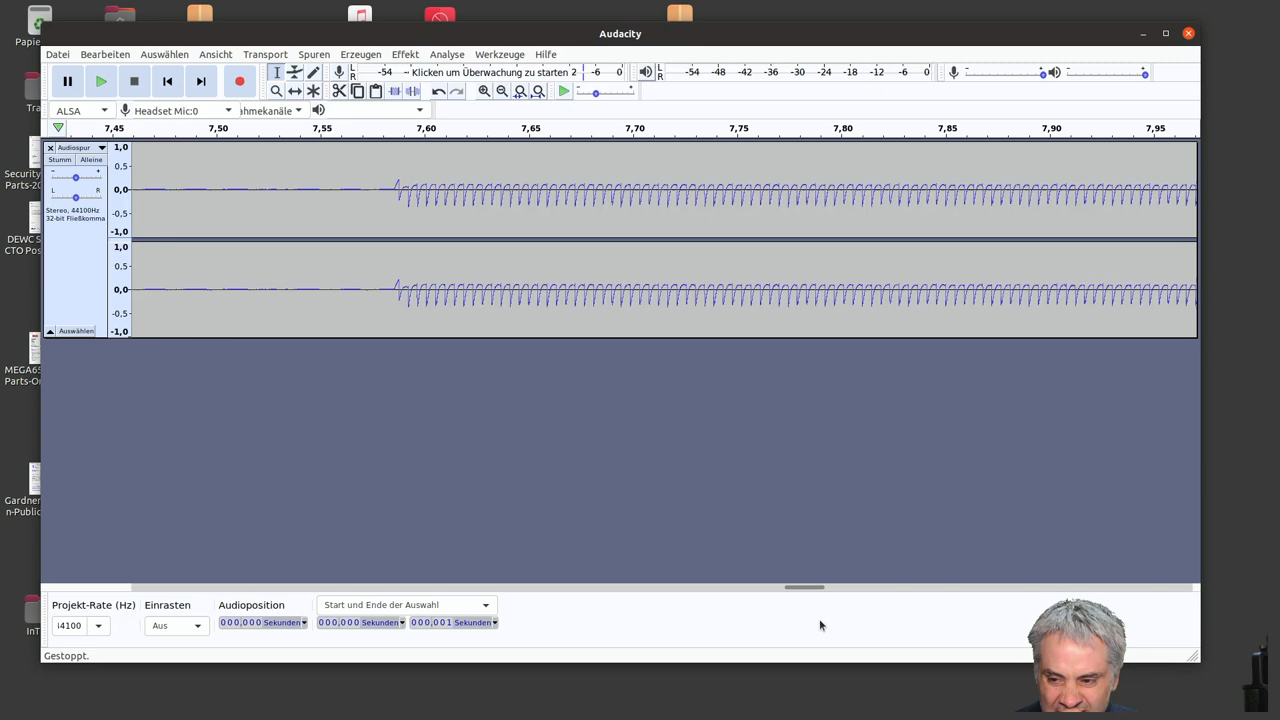 Papie
Audacity
Datei Bearbeiten Auswählen Ansicht Transport Spuren Erzeugen Effekt Analyse Werkzeuge Hilfe
L R -54 – Klicken um Überwachung zu starten 2 -6 0 L R -54 -48 -42 -36 -30 -24 -18 -12 -6 0
ALSA Headset Mic:0 ahmekanäle
Tra
7,45 7,50 7,55 7,60 7,65 7,70 7,75 7,80 7,85 7,90 7,95
Audiospur
Stumm Alleine
- +
L R
Stereo, 44100Hz
32-bit Fließkomma
Auswählen
1,0
0,5
0,0
-0,5
-1,0
1,0
0,5
0,0
-0,5
-1,0
Security
Parts-20
DEWC S
CTO Pos
MEGA65
Parts-Or
Gardner
n-Public
InT
Projekt-Rate (Hz) Einrasten Audioposition Start und Ende der Auswahl
44100 Aus 000,000 Sekunden 000,000 Sekunden 000,001 Sekunden
Gestoppt.